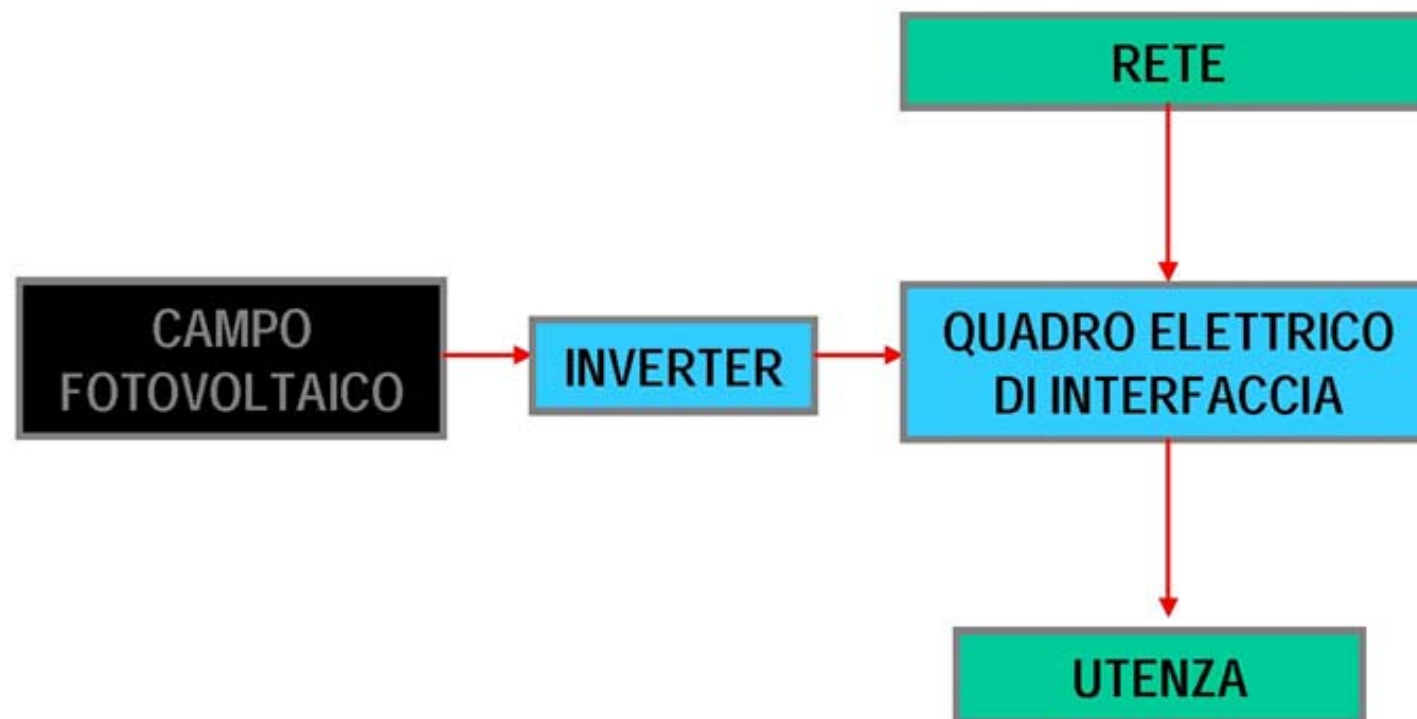 RETE
CAMPO
FOTOVOLTAICO
INVERTER
QUADRO ELETTRICO
DI INTERFACCIA
UTENZA